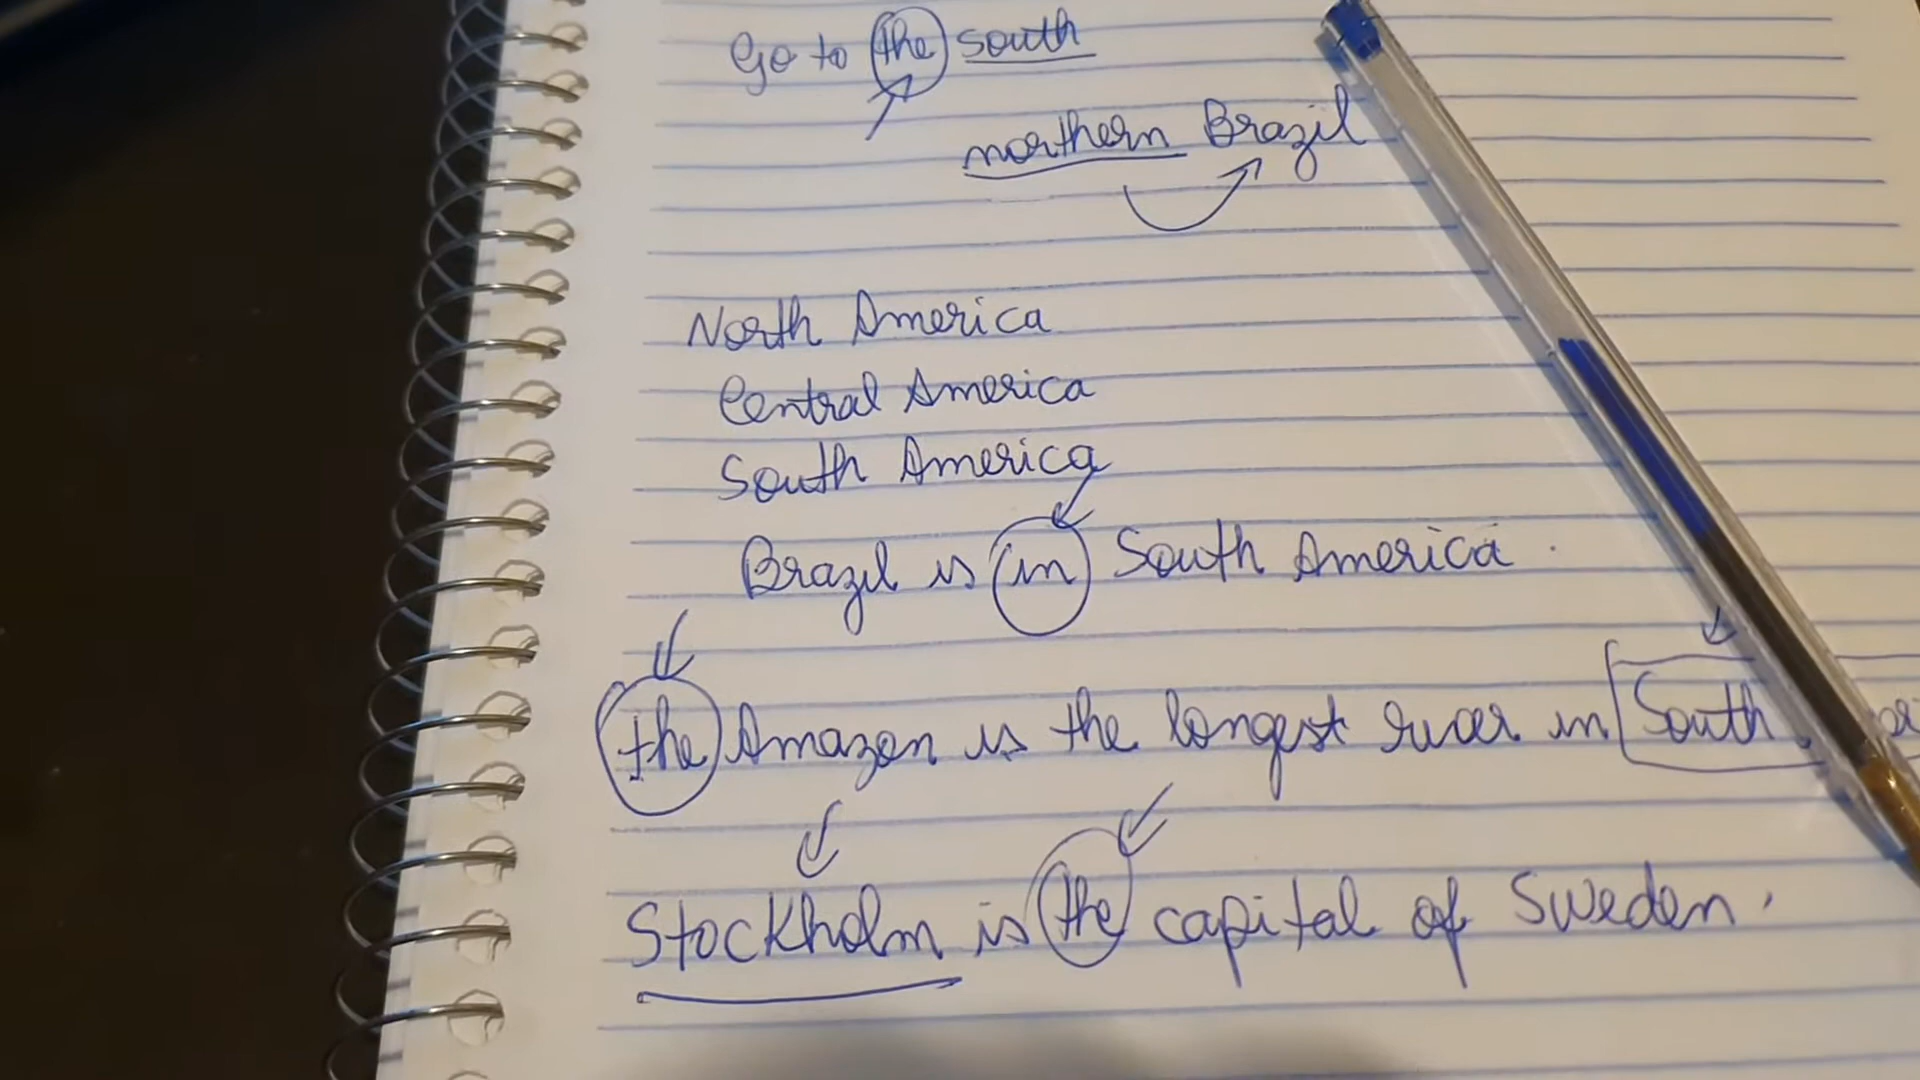 Go to the south
northern Brazil
North America
Central America
South America
Brazil is in South America.
the Amazon is the longest river in South
Stockholm is the capital of Sweden.